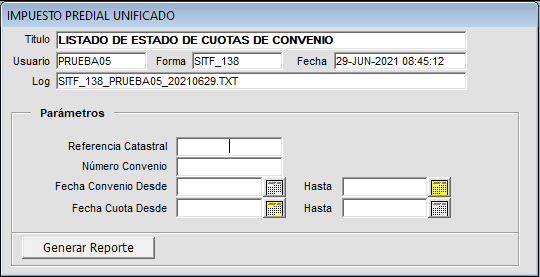 IMPUESTO PREDIAL UNIFICADO
Titulo LISTADO DE ESTADO DE CUOTAS DE CONVENIO
Usuario PRUEBA05 Forma SITF_138 Fecha 29-JUN-2021 08:45:12
Log SITF_138_PRUEBA05_20210629.TXT
Parámetros
Referencia Catastral
Número Convenio
Fecha Convenio Desde Hasta
Fecha Cuota Desde Hasta
Generar Reporte